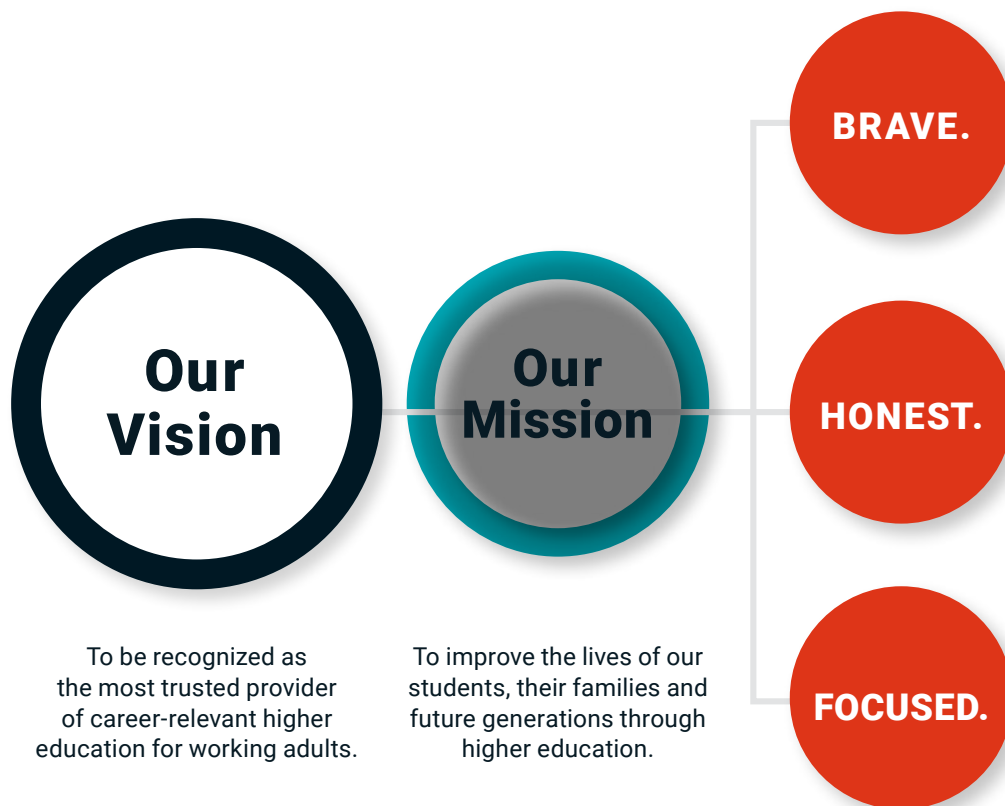 Our
Vision
To be recognized as
the most trusted provider
of career-relevant higher
education for working adults.
Our
Mission
To improve the lives of our
students, their families and
future generations through
higher education.
BRAVE.
HONEST.
FOCUSED.